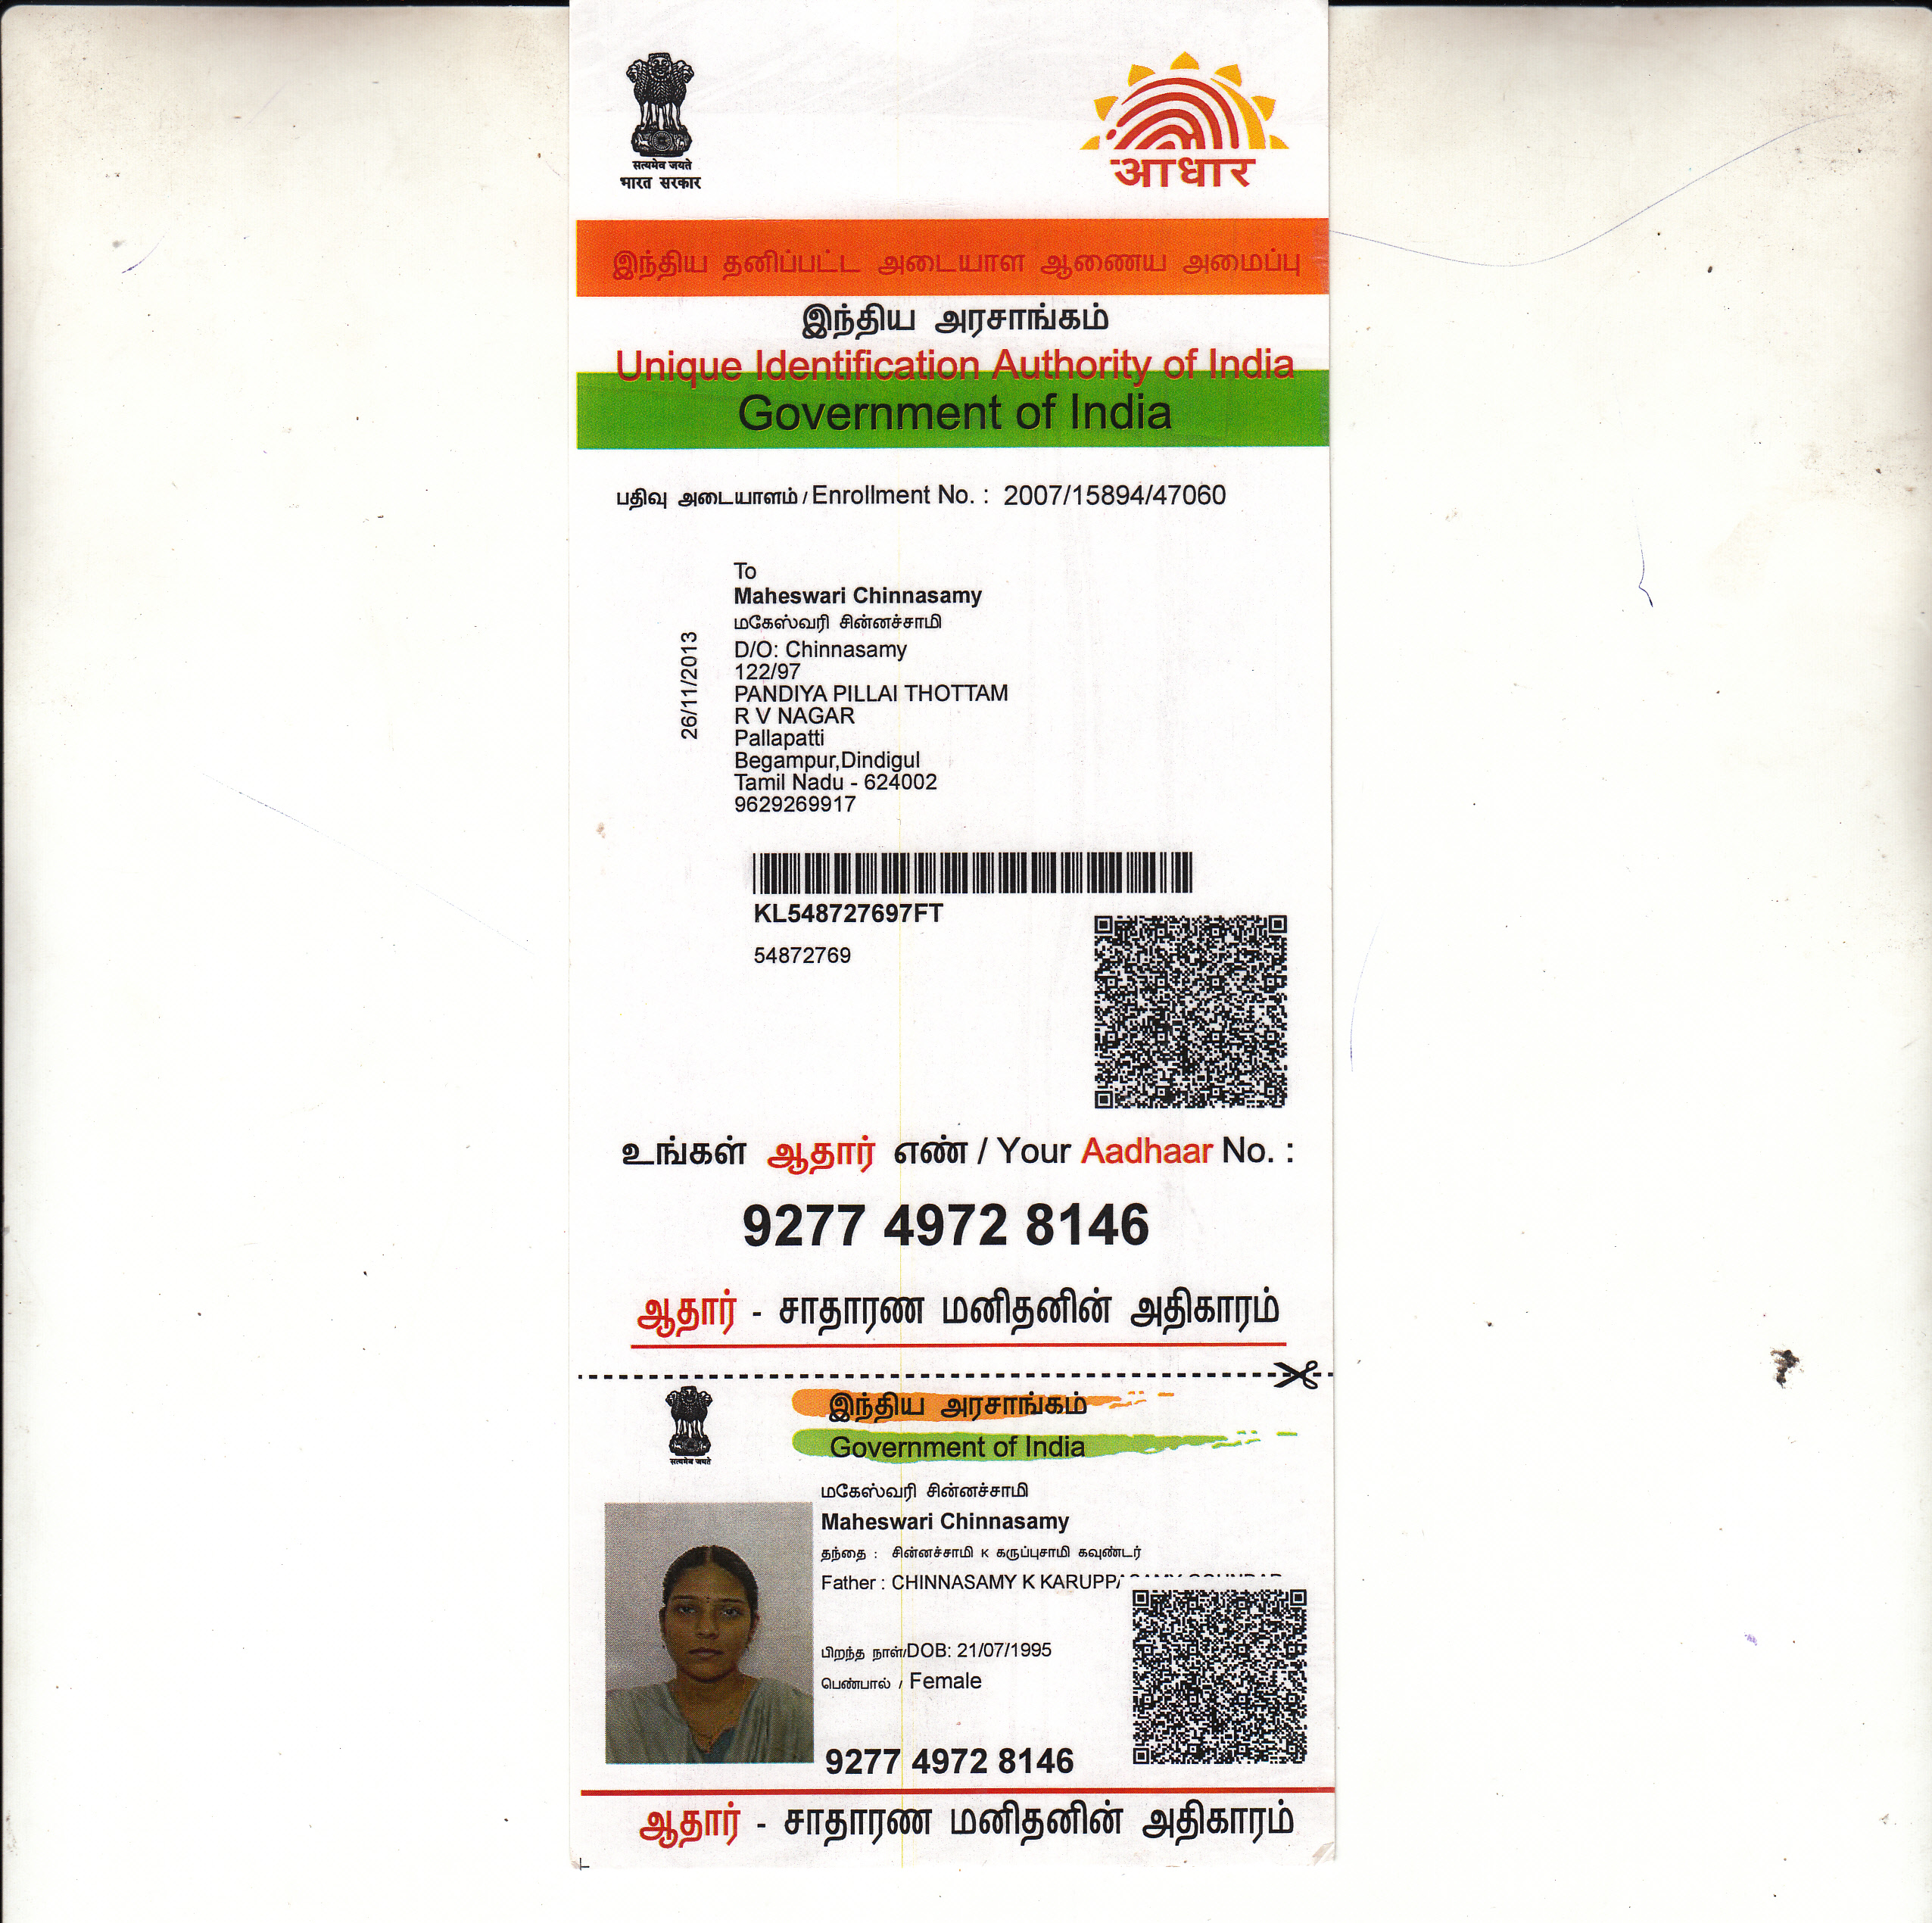 सत्यमेव जयते
भारत सरकार
आधार
இந்திய தனிப்பட்ட அடையாள ஆணைய அமைப்பு
இந்திய அரசாங்கம்
Unique Identification Authority of India
Government of India
பதிவு அடையாளம் / Enrollment No. : 2007/15894/47060
26/11/2013
To
Maheswari Chinnasamy
மகேஸ்வரி சின்னச்சாமி
D/O: Chinnasamy
122/97
PANDIYA PILLAI THOTTAM
R V NAGAR
Pallapatti
Begampur,Dindigul
Tamil Nadu - 624002
9629269917
KL548727697FT
54872769
உங்கள் ஆதார் எண் / Your Aadhaar No. :
9277 4972 8146
ஆதார் - சாதாரண மனிதனின் அதிகாரம்
सत्यमेव जयते
இந்திய அரசாங்கம்
Government of India
மகேஸ்வரி சின்னச்சாமி
Maheswari Chinnasamy
தந்தை : சின்னச்சாமி K கருப்புசாமி கவுண்டர்
Father : CHINNASAMY K
பிறந்த நாள்/DOB: 21/07/1995
பெண்பால் / Female
9277 4972 8146
ஆதார் - சாதாரண மனிதனின் அதிகாரம்